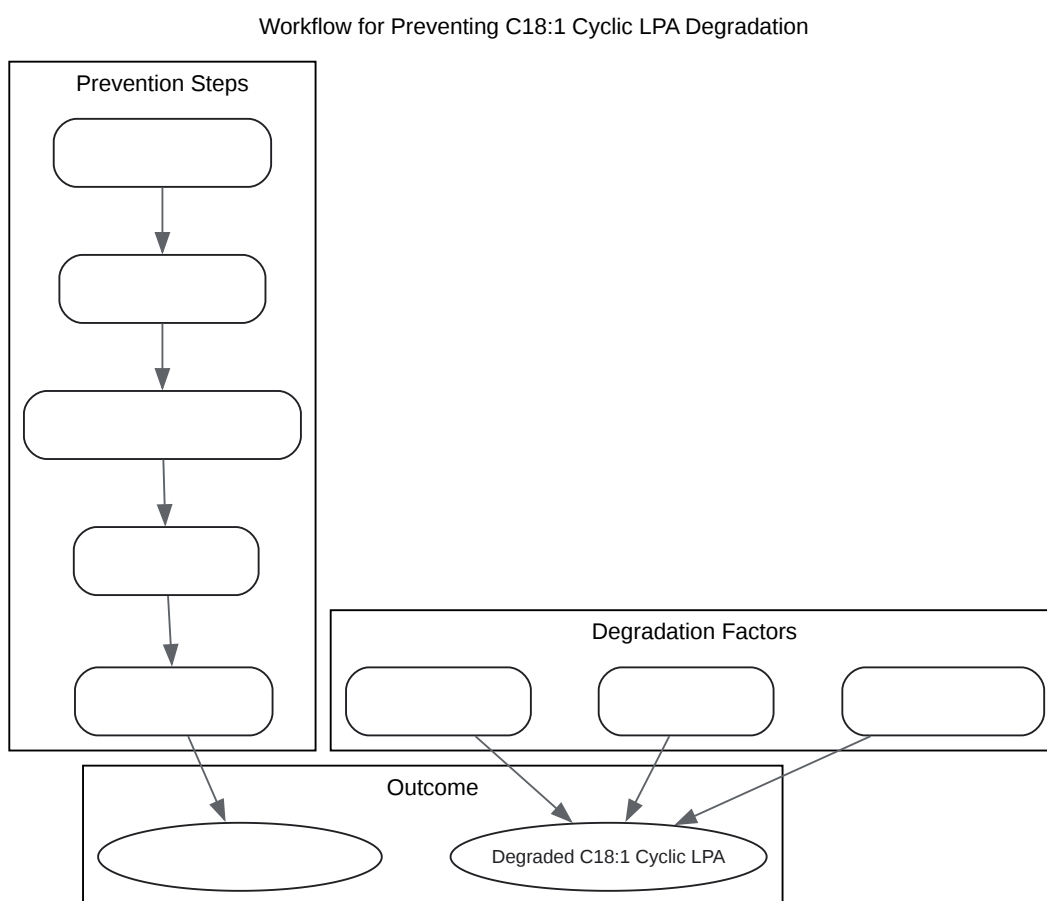 Workflow for Preventing C18:1 Cyclic LPA Degradation
Prevention Steps
Degradation Factors
Outcome
Degraded C18:1 Cyclic LPA